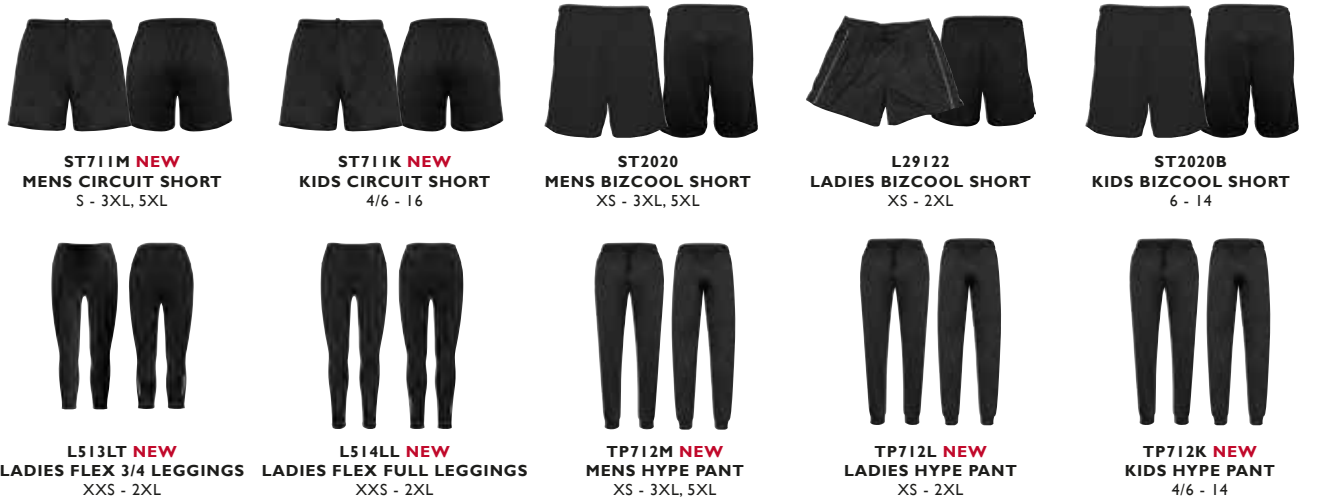 ST711M NEW
MENS CIRCUIT SHORT
S - 3XL, 5XL
ST711K NEW
KIDS CIRCUIT SHORT
4/6 - 16
ST2020
MENS BIZCOOL SHORT
XS - 3XL, 5XL
L29122
LADIES BIZCOOL SHORT
XS - 2XL
ST2020B
KIDS BIZCOOL SHORT
6 - 14
L513LT NEW
LADIES FLEX 3/4 LEGGINGS
XXS - 2XL
L514LL NEW
LADIES FLEX FULL LEGGINGS
XXS - 2XL
TP712M NEW
MENS HYPE PANT
XS - 3XL, 5XL
TP712L NEW
LADIES HYPE PANT
XS - 2XL
TP712K NEW
KIDS HYPE PANT
4/6 - 14